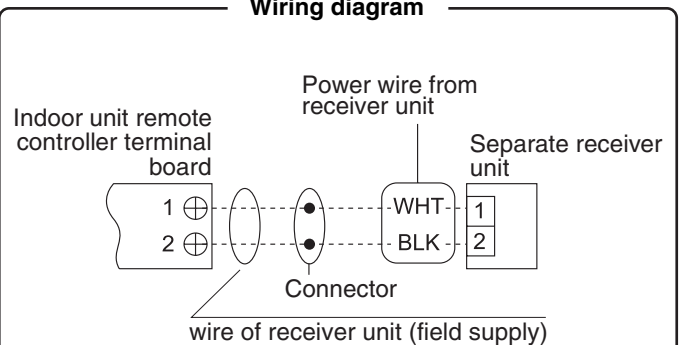 Wiring diagram
Power wire from
receiver unit
Indoor unit remote
controller terminal
board
Separate receiver
unit
1
WHT
1
2
BLK
2
Connector
wire of receiver unit (field supply)